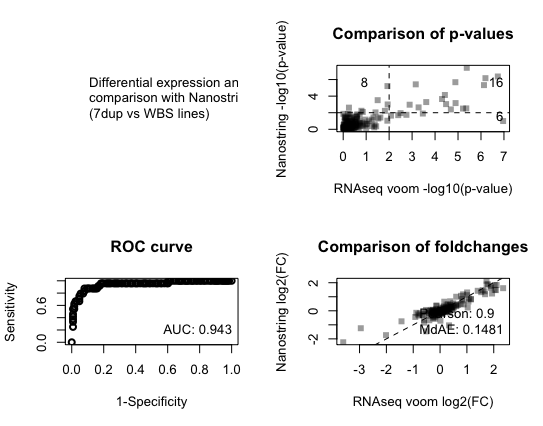 Differential expression an
comparison with Nanostri
(7dup vs WBS lines)
Comparison of p-values
Nanostring -log10(p-value)
0 4
8 16
6
0 1 2 3 4 5 6 7
RNAseq voom -log10(p-value)
ROC curve
Sensitivity
0.0 0.6
AUC: 0.943
0.0 0.2 0.4 0.6 0.8 1.0
1-Specificity
Comparison of foldchanges
Nanostring log2(FC)
-2 0 2
rson: 0.9
MdAE: 0.1481
-3 -2 -1 0 1 2
RNAseq voom log2(FC)